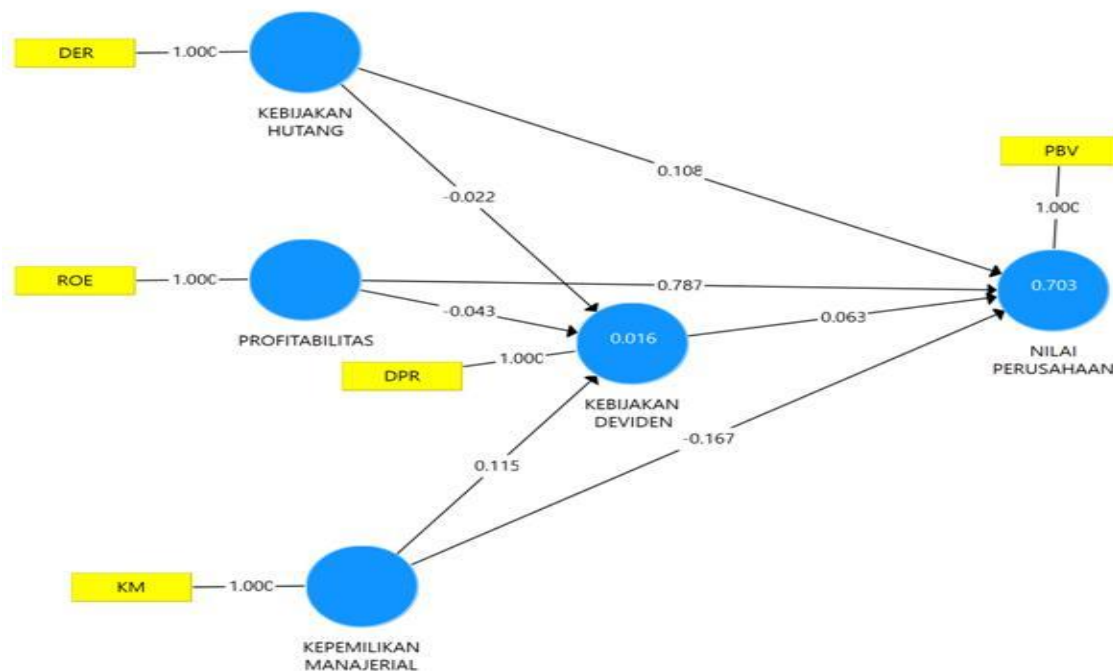 DER
1.000
KEBIJAKAN
HUTANG
PBV
0.108
-0.022
1.000
ROE
1.000
0.787
0.703
-0.043
PROFITABILITAS
0.063
0.016
1.000
DPR
NILAI
PERUSAHAAN
KEBIJAKAN
DEVIDEN
-0.167
0.115
KM
1.000
KEPEMILIKAN
MANAJERIAL